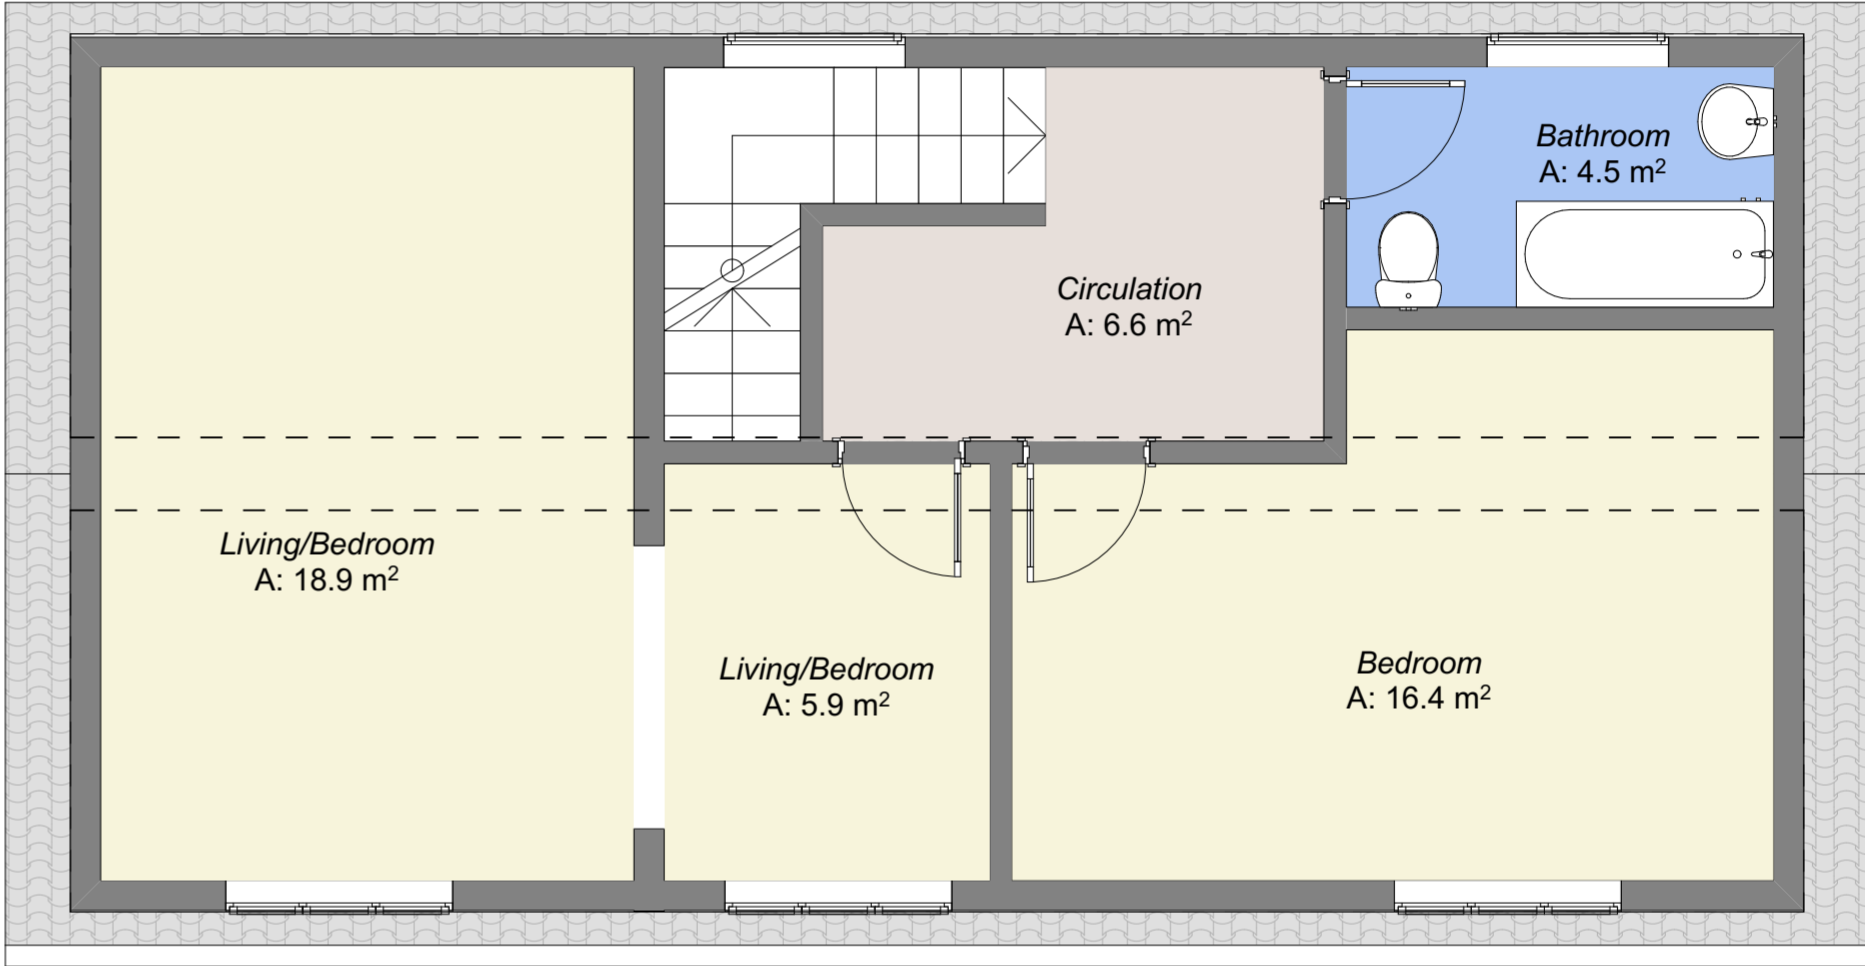 Bathroom
A: 4.5 m²
Circulation
A: 6.6 m²
Living/Bedroom
A: 18.9 m²
Living/Bedroom
A: 5.9 m²
Bedroom
A: 16.4 m²